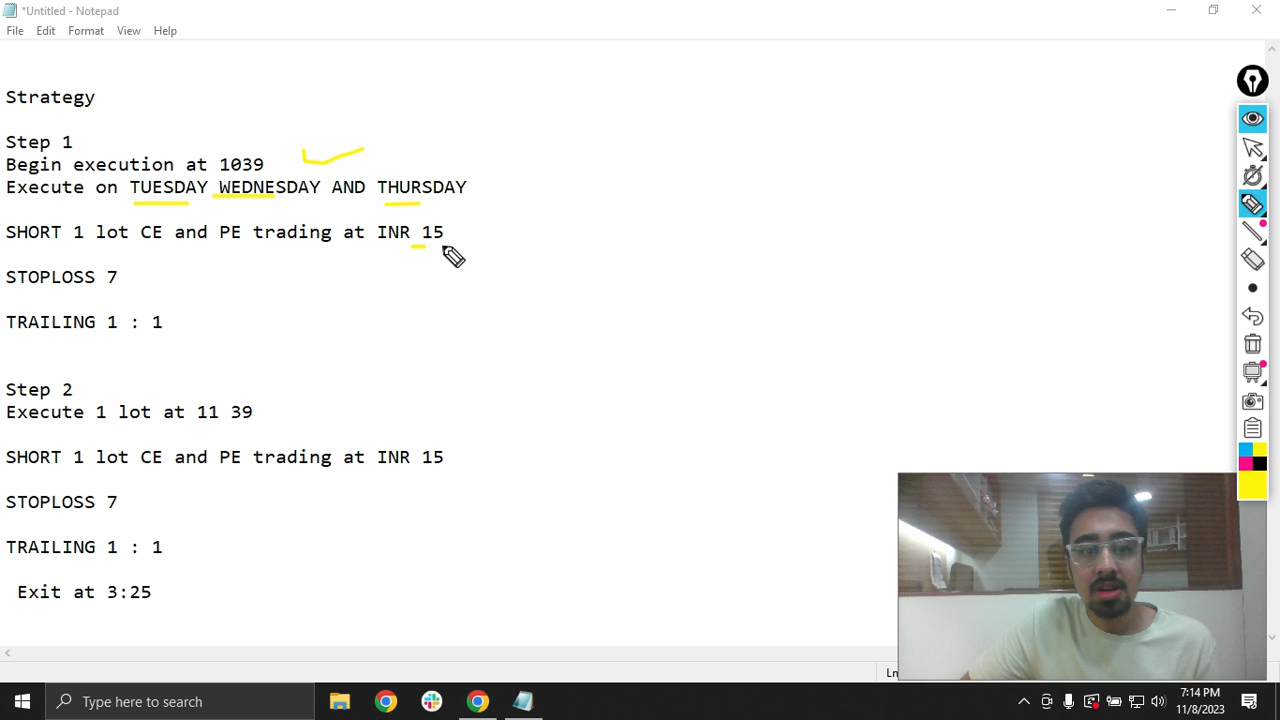 *Untitled - Notepad
File Edit Format View Help
Strategy
Step 1
Begin execution at 1039
Execute on TUESDAY WEDNESDAY AND THURSDAY
SHORT 1 lot CE and PE trading at INR 15
STOPLOSS 7
TRAILING 1 : 1
Step 2
Execute 1 lot at 11 39
SHORT 1 lot CE and PE trading at INR 15
STOPLOSS 7
TRAILING 1 : 1
Exit at 3:25
Ln
Type here to search
7:14 PM
11/8/2023